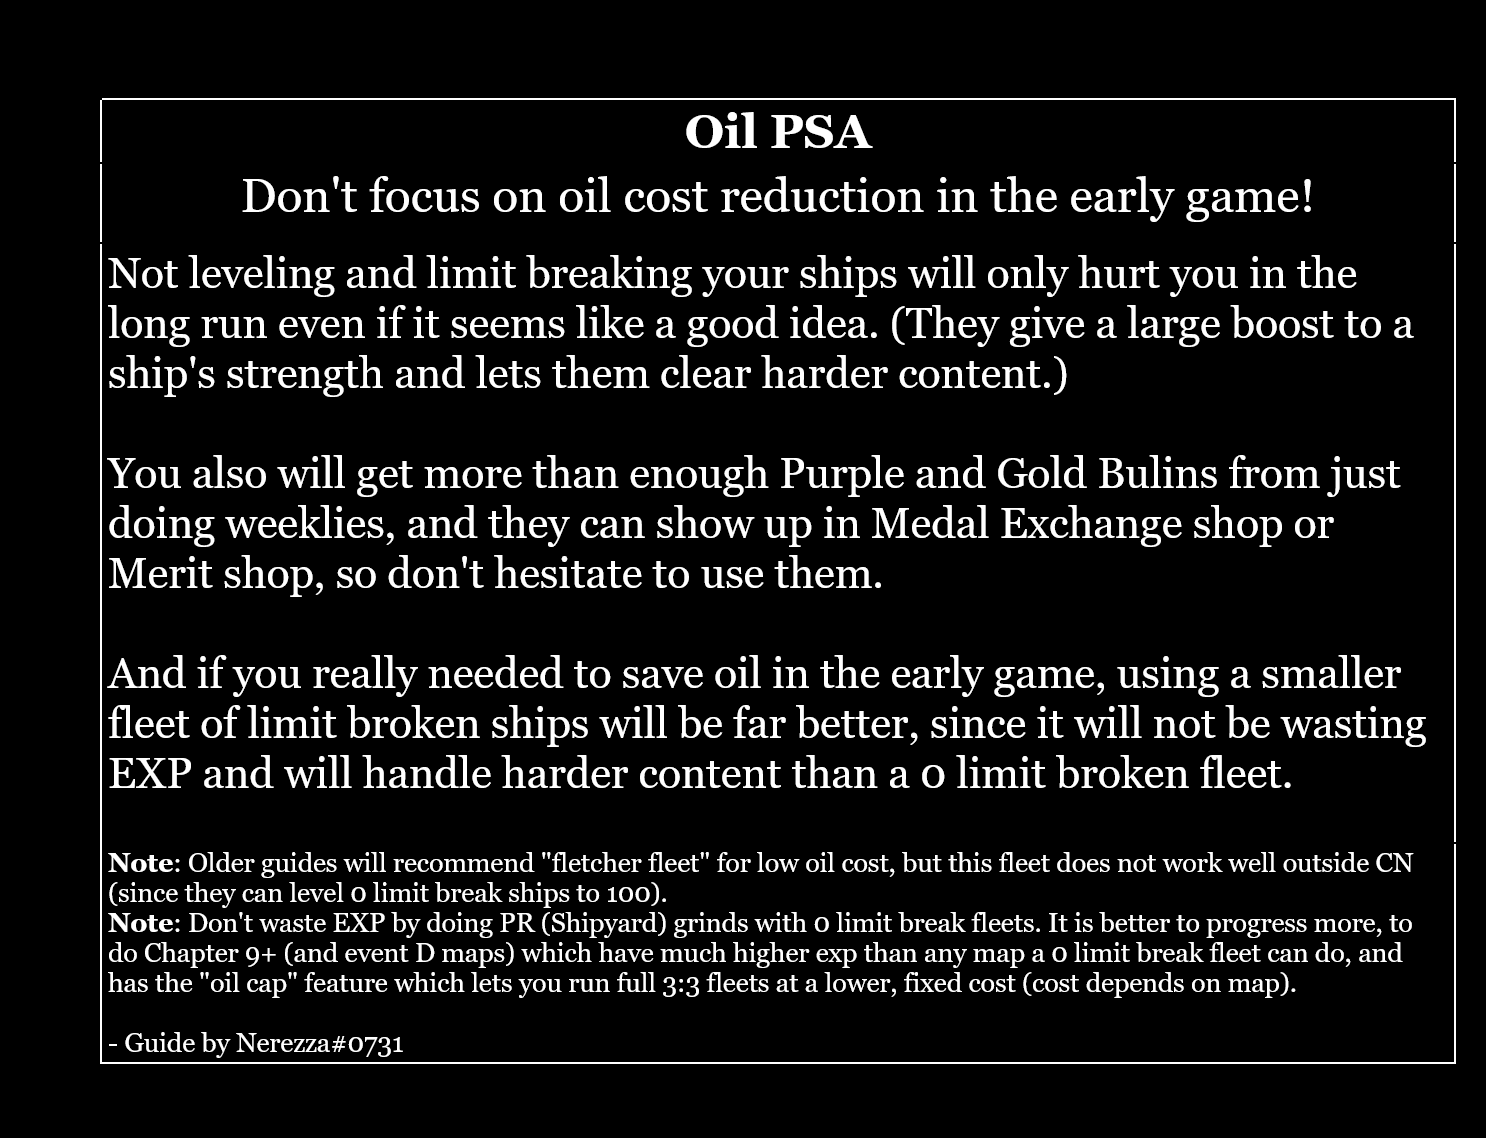 Oil PSA
Don't focus on oil cost reduction in the early game!
Not leveling and limit breaking your ships will only hurt you in the
long run even if it seems like a good idea. (They give a large boost to a
ship's strength and lets them clear harder content.)
You also will get more than enough Purple and Gold Bulins from just
doing weeklies, and they can show up in Medal Exchange shop or
Merit shop, so don't hesitate to use them.
And if you really needed to save oil in the early game, using a smaller
fleet of limit broken ships will be far better, since it will not be wasting
EXP and will handle harder content than a 0 limit broken fleet.
Note: Older guides will recommend "fletcher fleet" for low oil cost, but this fleet does not work well outside CN
(since they can level 0 limit break ships to 100).
Note: Don't waste EXP by doing PR (Shipyard) grinds with 0 limit break fleets. It is better to progress more, to
do Chapter 9+ (and event D maps) which have much higher exp than any map a 0 limit break fleet can do, and
has the "oil cap" feature which lets you run full 3:3 fleets at a lower, fixed cost (cost depends on map).
- Guide by Nerezza#0731